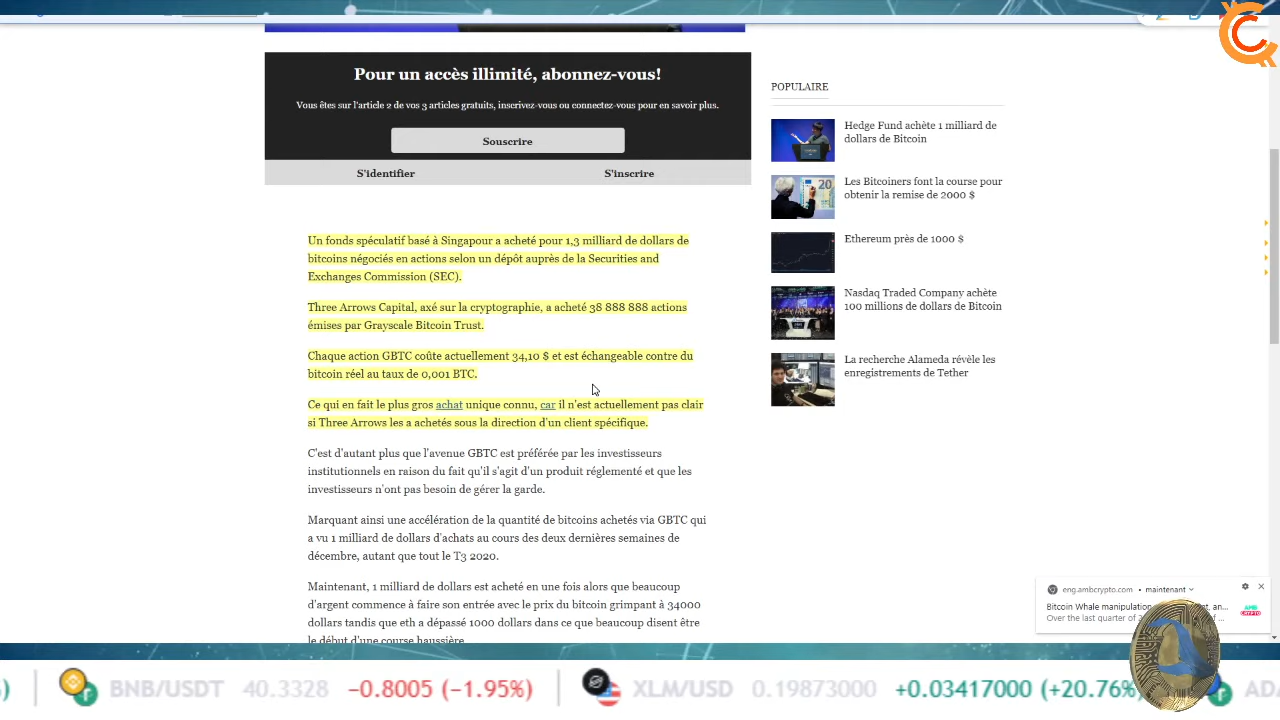 Pour un accès illimité, abonnez-vous!
Vous êtes sur l'article 2 de vos 3 articles gratuits, inscrivez-vous ou connectez-vous pour en savoir plus.
Souscrire
S'identifier
S'inscrire
Un fonds spéculatif basé à Singapour a acheté pour 1,3 milliard de dollars de
bitcoins négociés en actions selon un dépôt auprès de la Securities and
Exchanges Commission (SEC).
Three Arrows Capital, axé sur la cryptographie, a acheté 38 888 888 actions
émises par Grayscale Bitcoin Trust.
Chaque action GBTC coûte actuellement 34,10 $ et est échangeable contre du
bitcoin réel au taux de 0,001 BTC.
Ce qui en fait le plus gros achat unique connu, car il n'est actuellement pas clair
si Three Arrows les a achetés sous la direction d'un client spécifique.
C'est d'autant plus que l'avenue GBTC est préférée par les investisseurs
institutionnels en raison du fait qu'il s'agit d'un produit réglementé et que les
investisseurs n'ont pas besoin de gérer la garde.
Marquant ainsi une accélération de la quantité de bitcoins achetés via GBTC qui
a vu 1 milliard de dollars d'achats au cours des deux dernières semaines de
décembre, autant que tout le T3 2020.
Maintenant, 1 milliard de dollars est acheté en une fois alors que beaucoup
d'argent commence à faire son entrée avec le prix du bitcoin grimpant à 34000
dollars tandis que eth a dépassé 1000 dollars dans ce que beaucoup disent être
le début d'une course haussière.
POPULAIRE
Hedge Fund achète 1 milliard de
dollars de Bitcoin
Les Bitcoiners font la course pour
obtenir la remise de 2000 $
Ethereum près de 1000 $
Nasdaq Traded Company achète
100 millions de dollars de Bitcoin
La recherche Alameda révèle les
enregistrements de Tether
eng.ambcrypto.com • maintenant
Bitcoin Whale manipulation
an...
Over the last quarter of
of ...
AMB
CRYPTO
BNB/USDT 40.3328 −0.8005 (−1.95%)
XLM/USD 0.19873000 +0.03417000 (+20.76%)